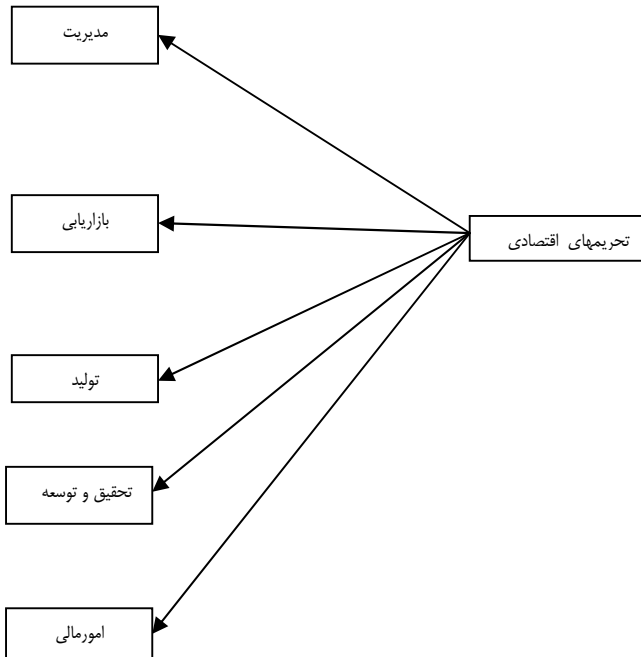 مدیریت
بازاریابی
تحریمهای اقتصادی
تولید
تحقیق و توسعه
امورمالی